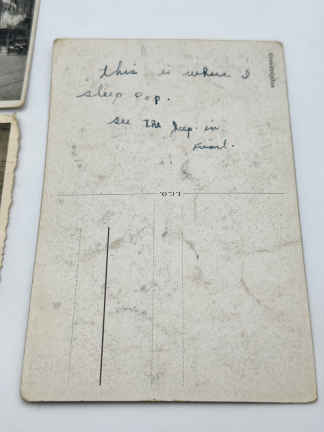 this is where I
sleep o o p.
see the Jeep in
front.